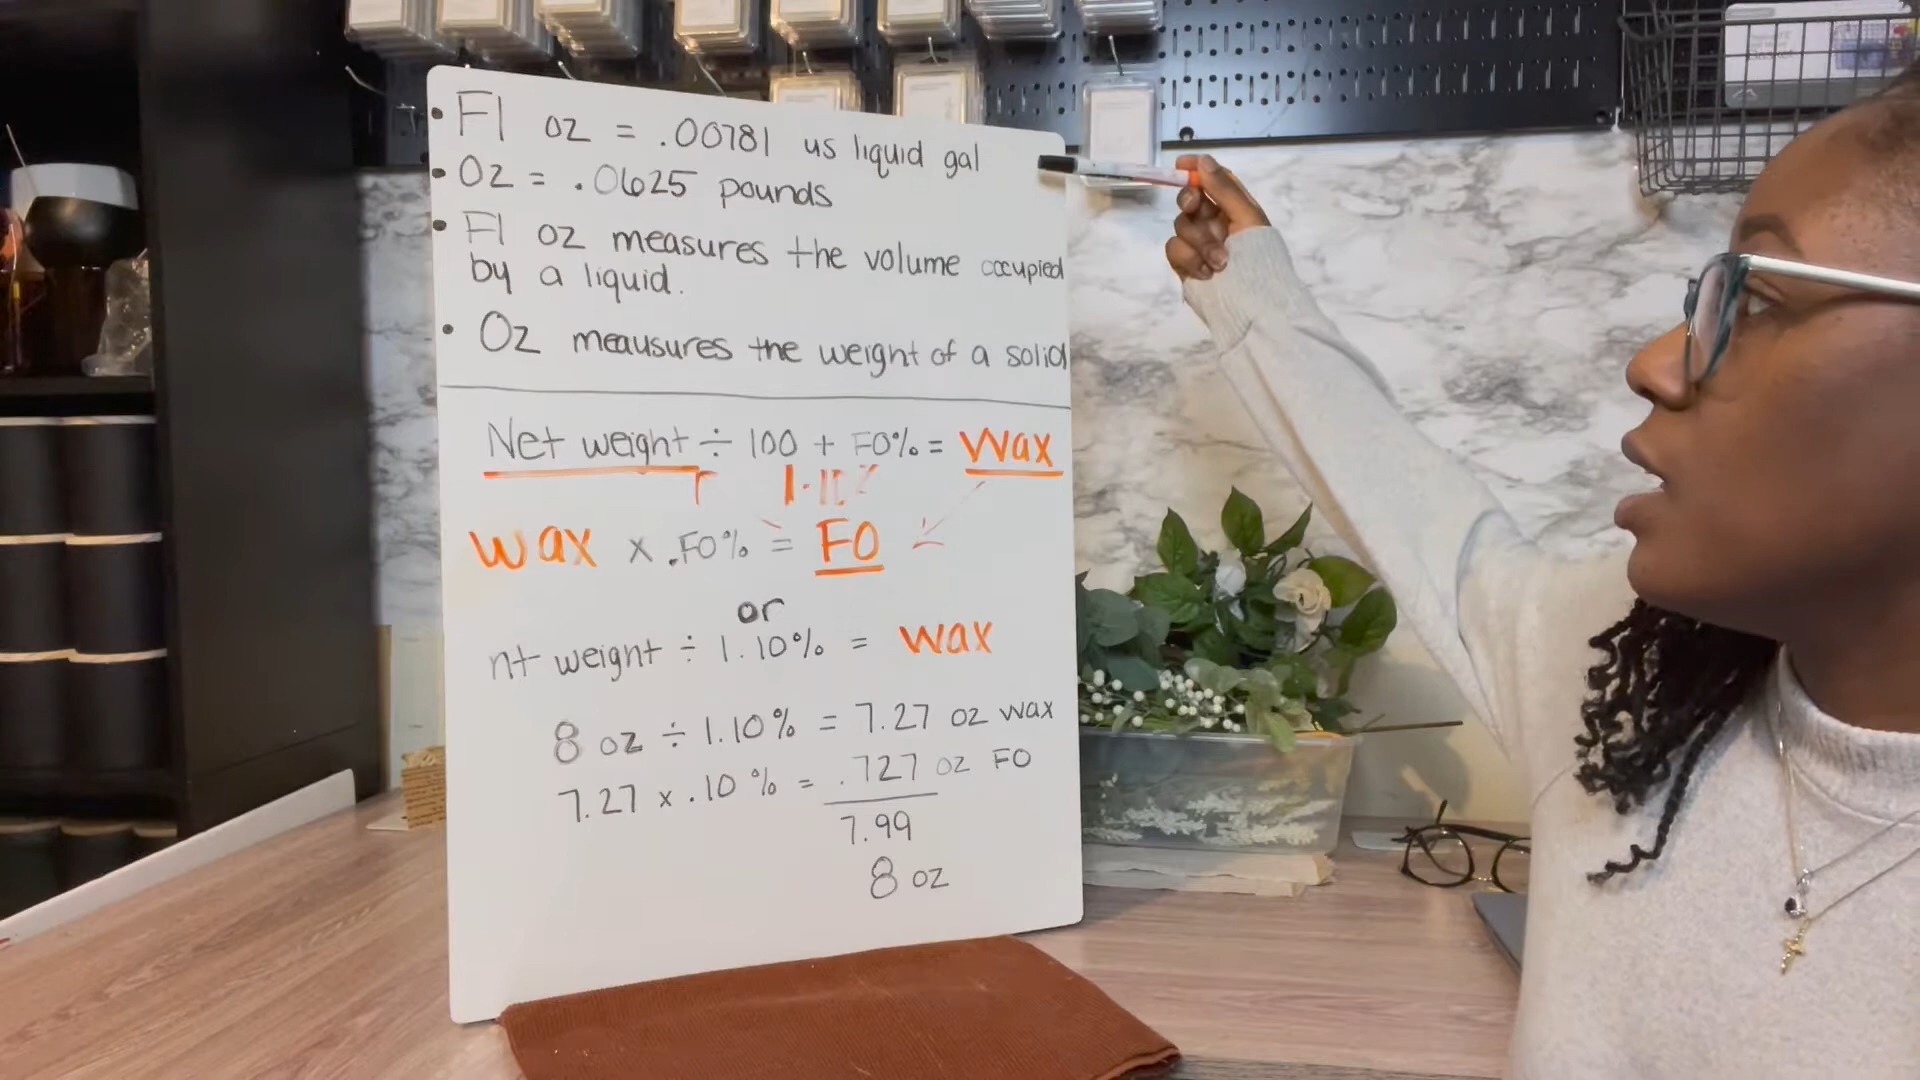 • Fl oz = .00781 us liquid gal
• Oz = .0625 pounds
• Fl oz measures the volume occupied
by a liquid.
• Oz meausures the weight of a solid
Net weight ÷ 100 + FO% = Wax
1.10%
wax x .FO% = FO
or
nt weight ÷ 1.10% = wax
8 oz ÷ 1.10% = 7.27 oz wax
7.27 x .10% = .727 oz FO
7.99
8 oz